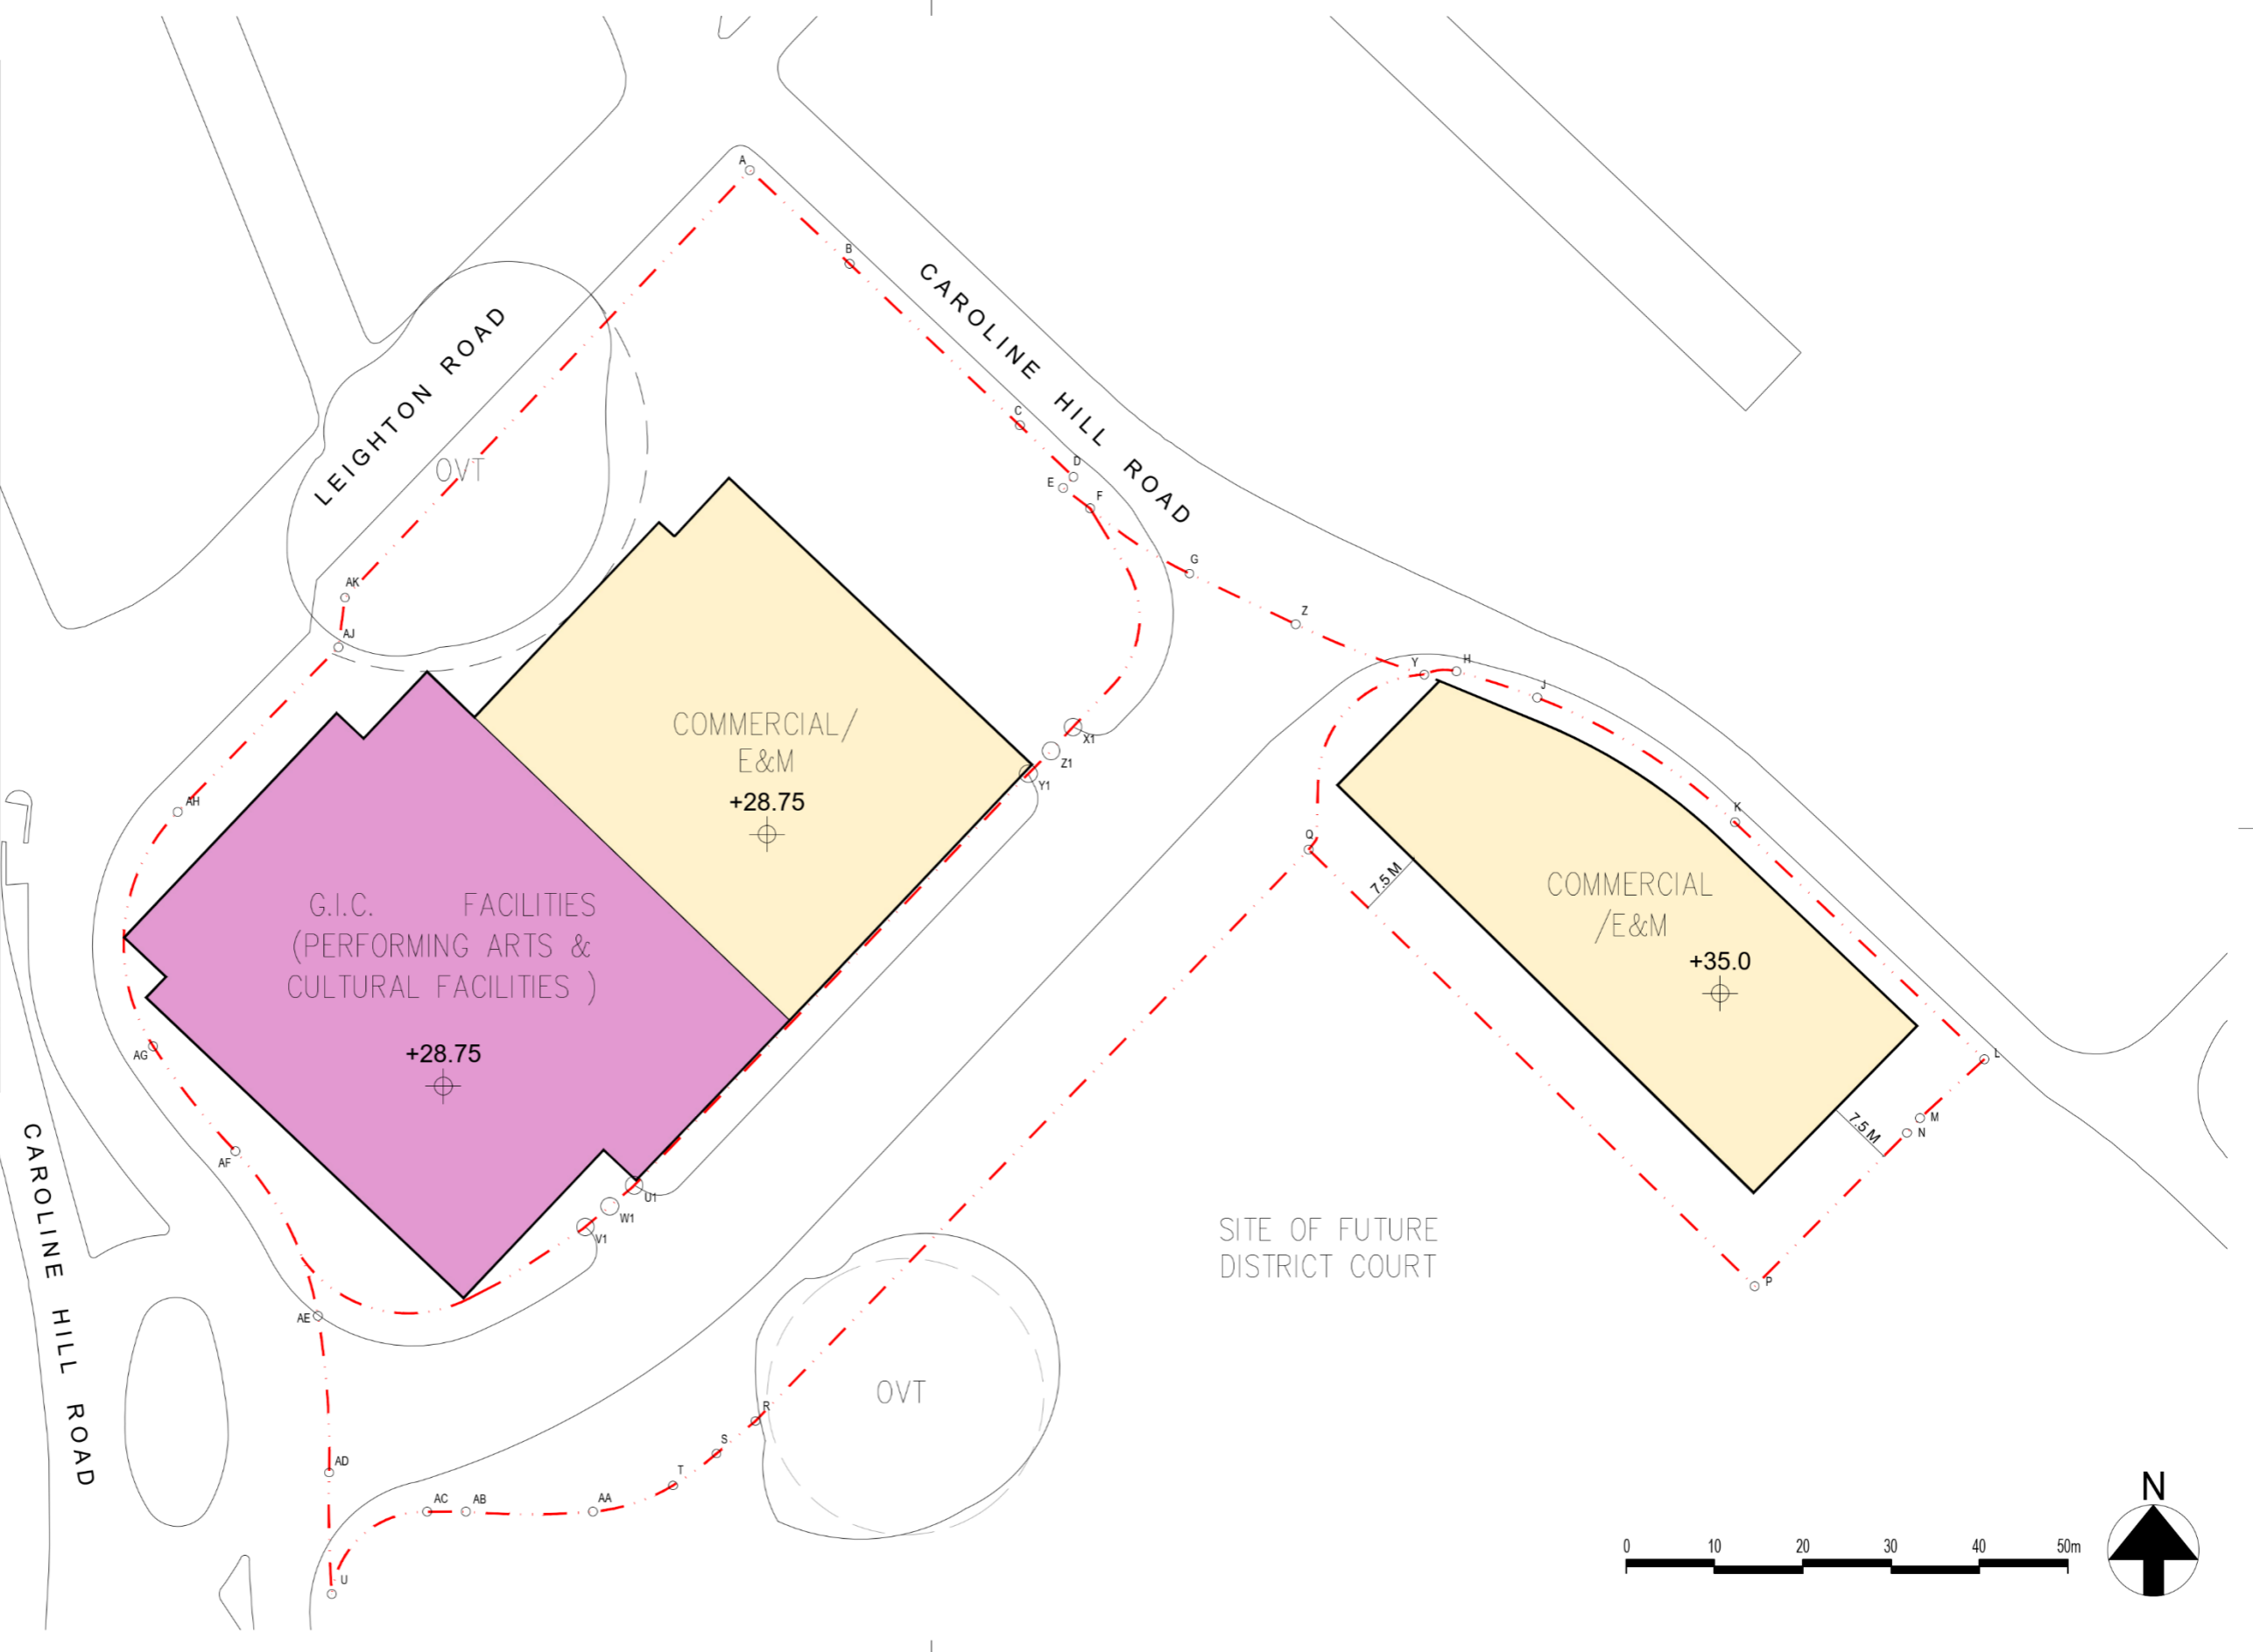 A
B
CAROLINE HILL ROAD
LEIGHTON ROAD
C
OVT
D
E
F
G
AK
Z
AJ
Y
H
J
COMMERCIAL/
E&M
+28.75
X1
Z1
Y1
AH
K
Q
7.5 M
COMMERCIAL
/E&M
+35.0
G.I.C. FACILITIES
(PERFORMING ARTS &
CULTURAL FACILITIES )
+28.75
AG
L
M
N
7.5 M
AF
CAROLINE HILL ROAD
U1
W1
V1
SITE OF FUTURE
DISTRICT COURT
P
AE
OVT
R
S
AD
T
AC
AB
AA
U
N
0 10 20 30 40 50m